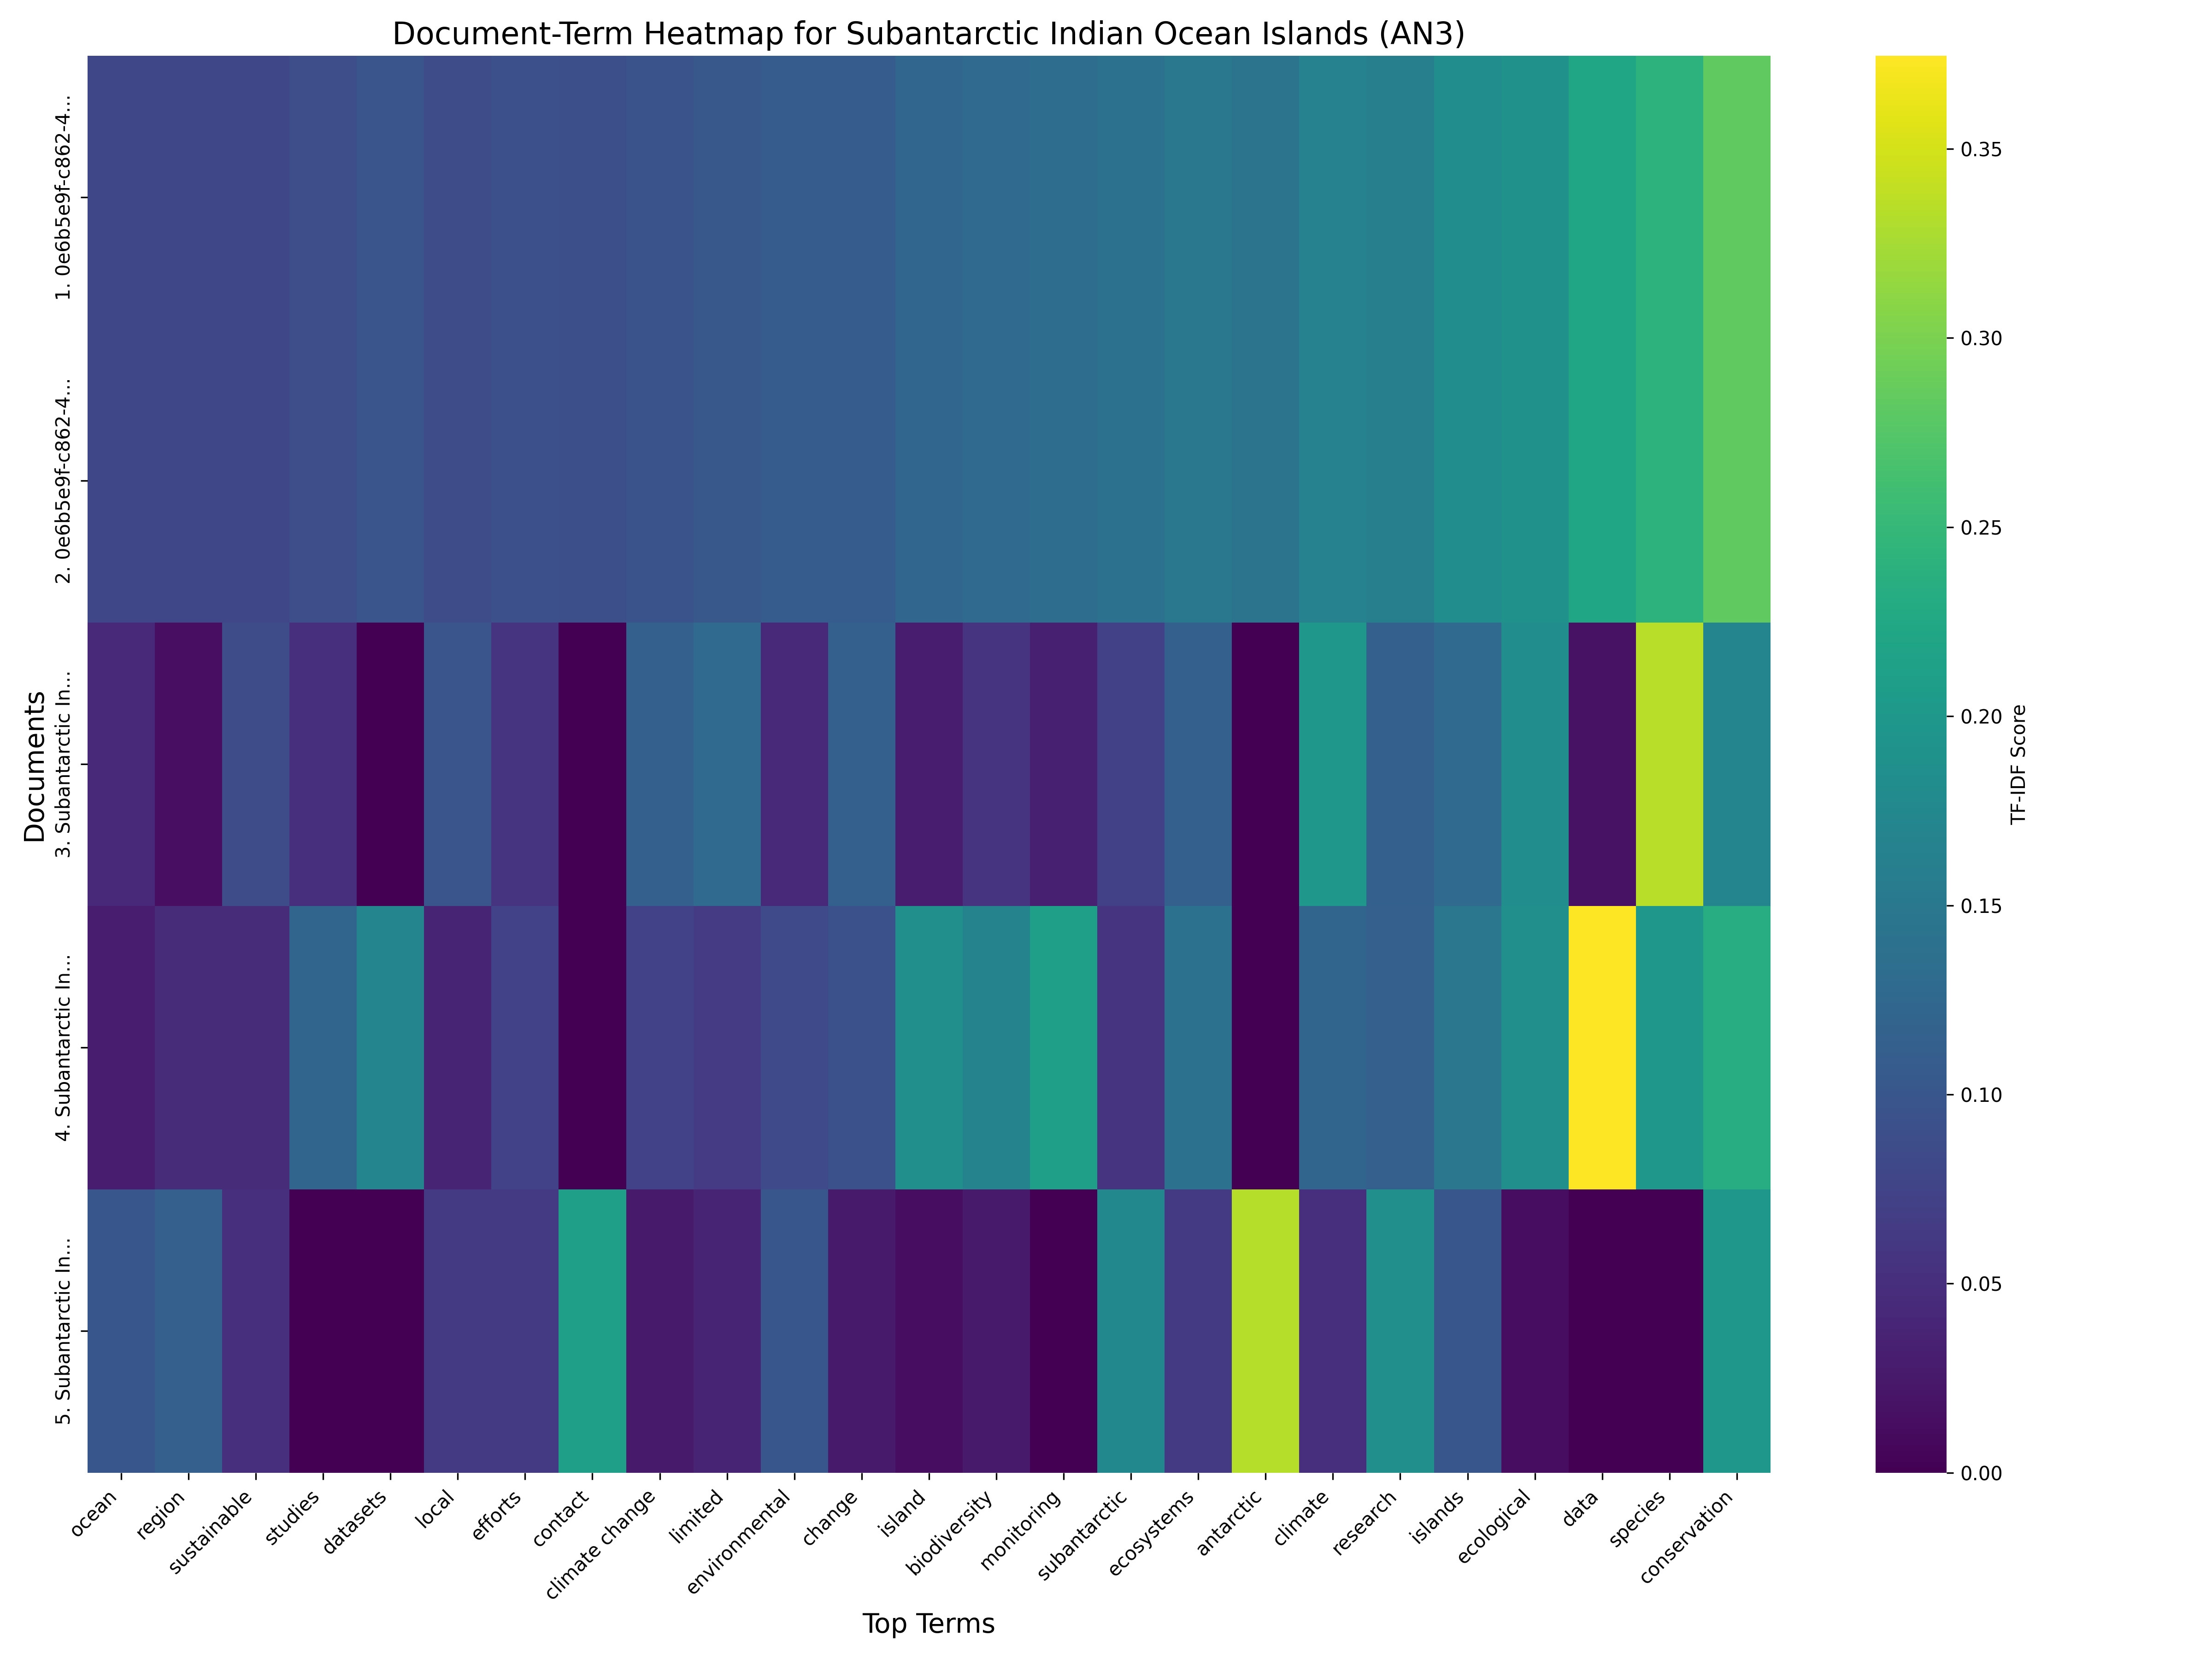 Document-Term Heatmap for Subantarctic Indian Ocean Islands (AN3)
Documents
1. 0e6b5e9f-c862-4...
2. 0e6b5e9f-c862-4...
3. Subantarctic In...
4. Subantarctic In...
5. Subantarctic In...
ocean
region
sustainable
studies
datasets
local
efforts
contact
climate change
limited
environmental
change
island
biodiversity
monitoring
subantarctic
ecosystems
antarctic
climate
research
islands
ecological
data
species
conservation
Top Terms
0.35
0.30
0.25
0.20
0.15
0.10
0.05
0.00
TF-IDF Score